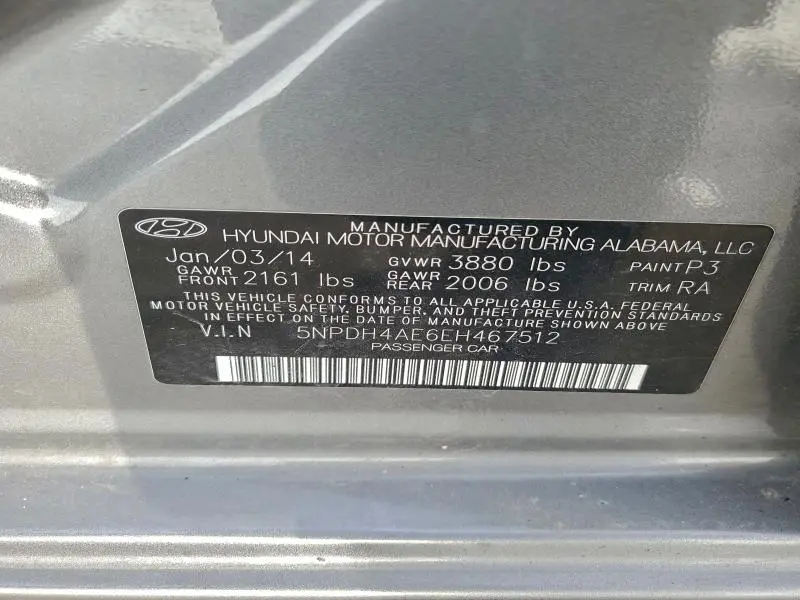 MANUFACTURED BY
HYUNDAI MOTOR MANUFACTURING ALABAMA, LLC
Jan/03/14 GVWR 3880 lbs PAINT P3
GAWR FRONT 2161 lbs GAWR REAR 2006 lbs TRIM RA
THIS VEHICLE CONFORMS TO ALL APPLICABLE U.S.A. FEDERAL
MOTOR VEHICLE SAFETY, BUMPER, AND THEFT PREVENTION STANDARDS
IN EFFECT ON THE DATE OF MANUFACTURE SHOWN ABOVE.
V.I.N 5NPDH4AE6EH467512
PASSENGER CAR